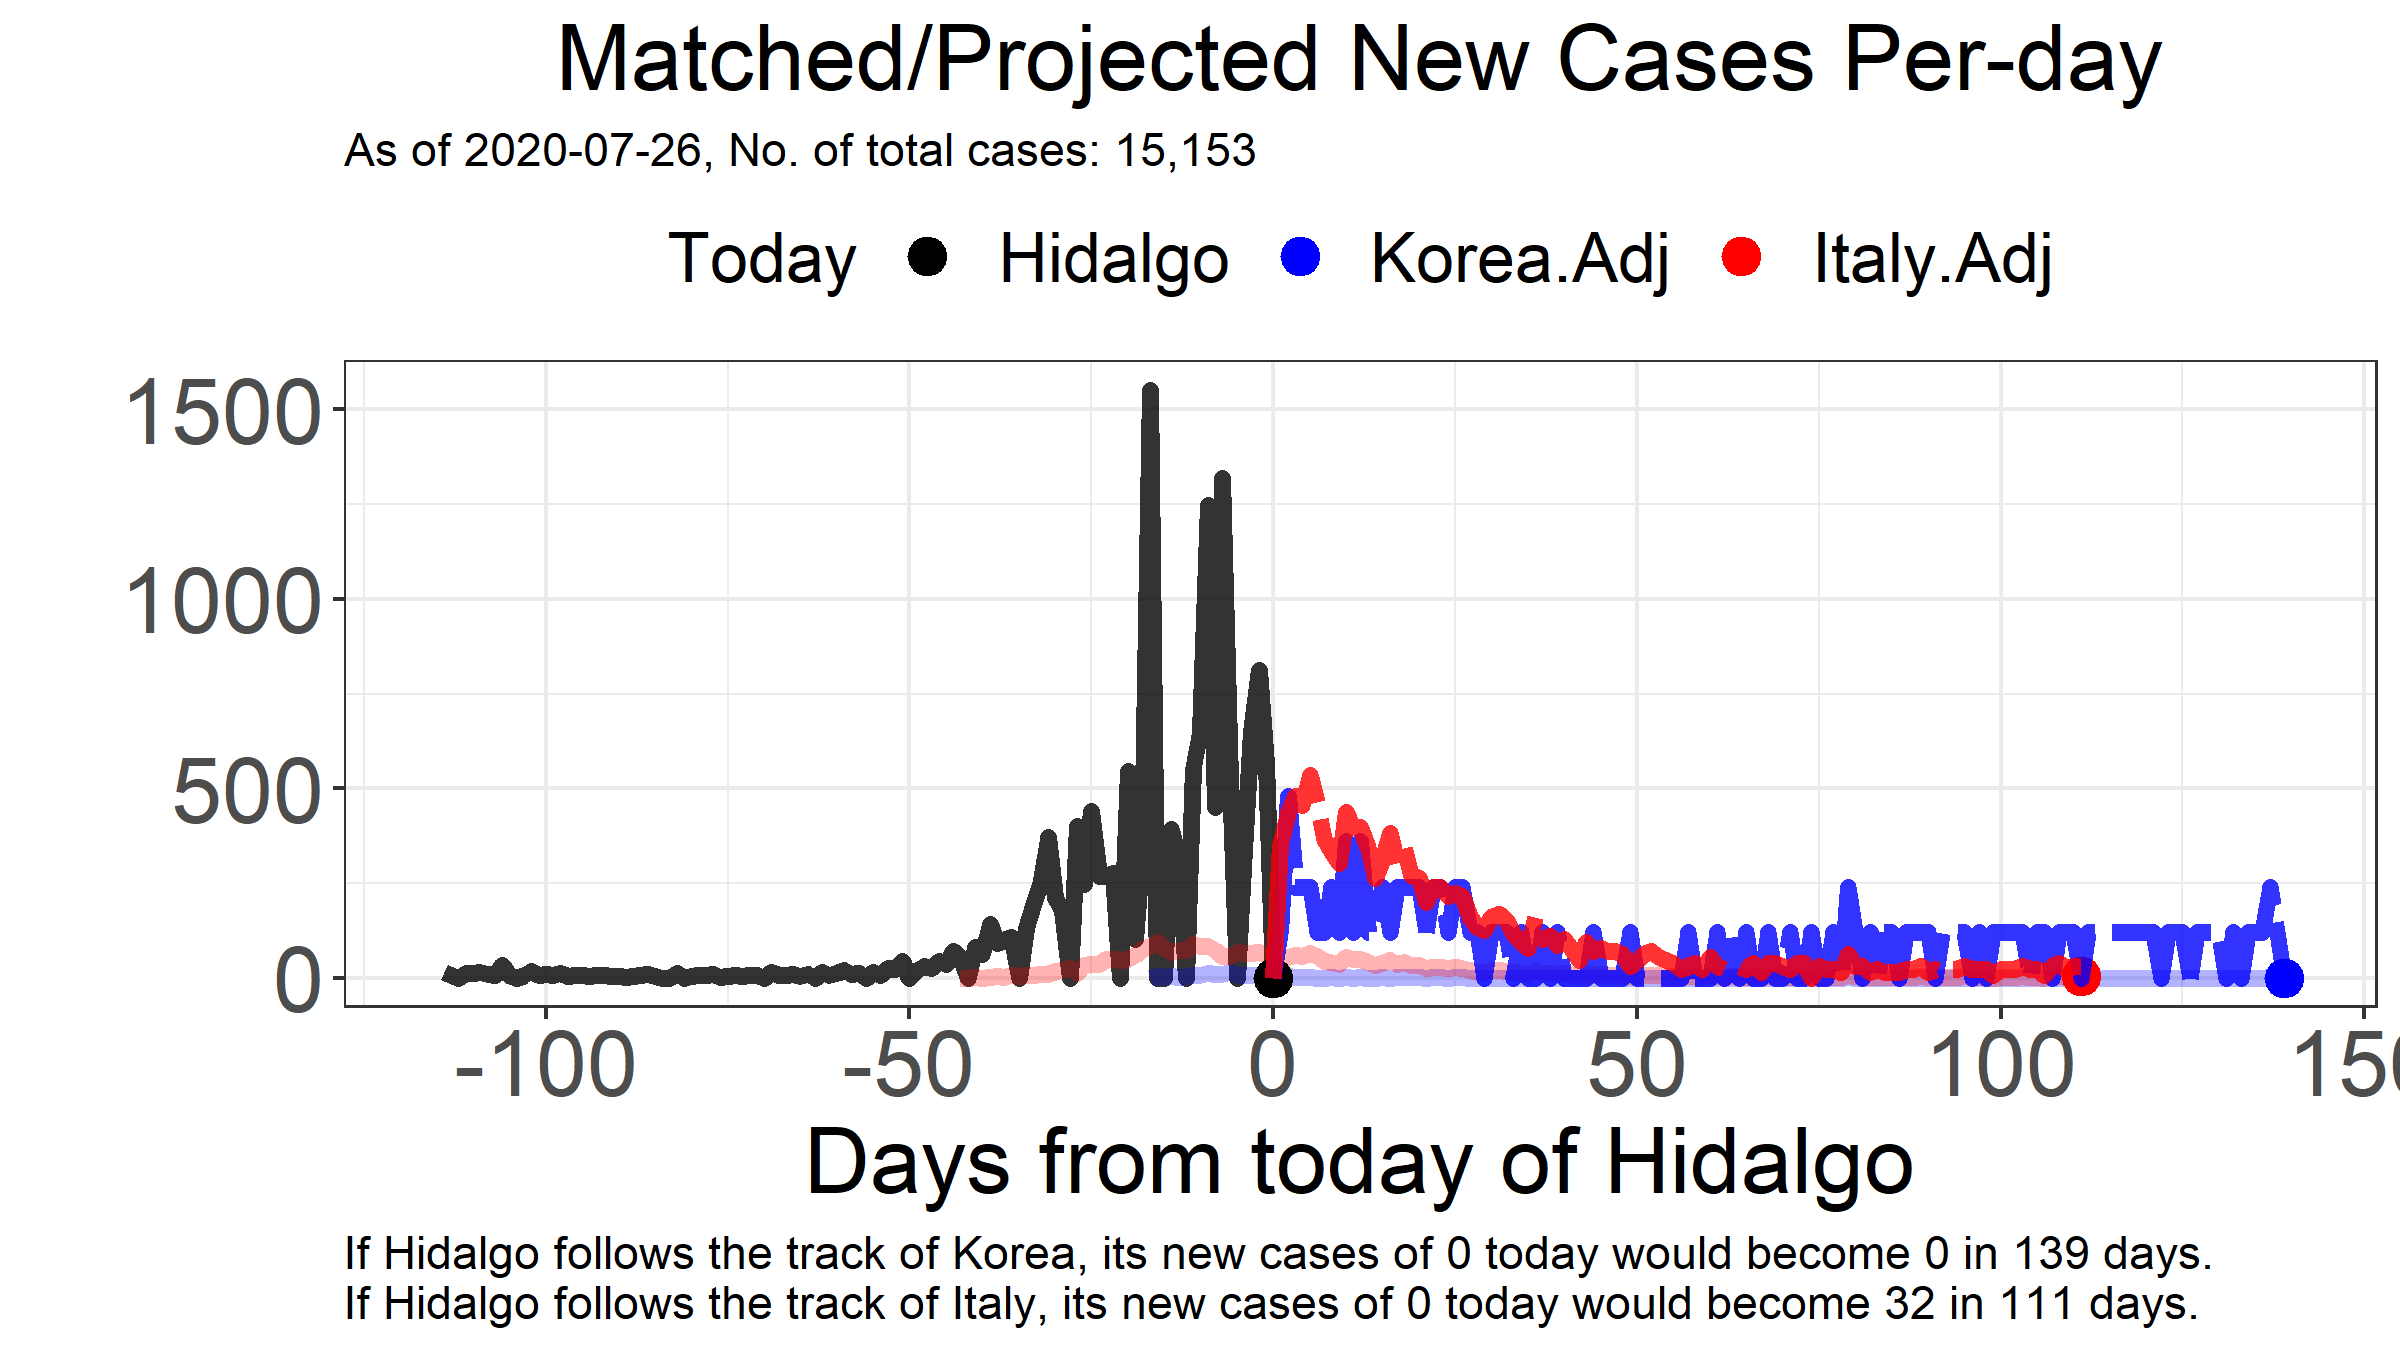 Matched/Projected New Cases Per-day
As of 2020-07-26, No. of total cases: 15,153
Today Hidalgo Korea.Adj Italy.Adj
1500
1000
500
0
-100 -50 0 50 100 150
Days from today of Hidalgo
If Hidalgo follows the track of Korea, its new cases of 0 today would become 0 in 139 days.
If Hidalgo follows the track of Italy, its new cases of 0 today would become 32 in 111 days.